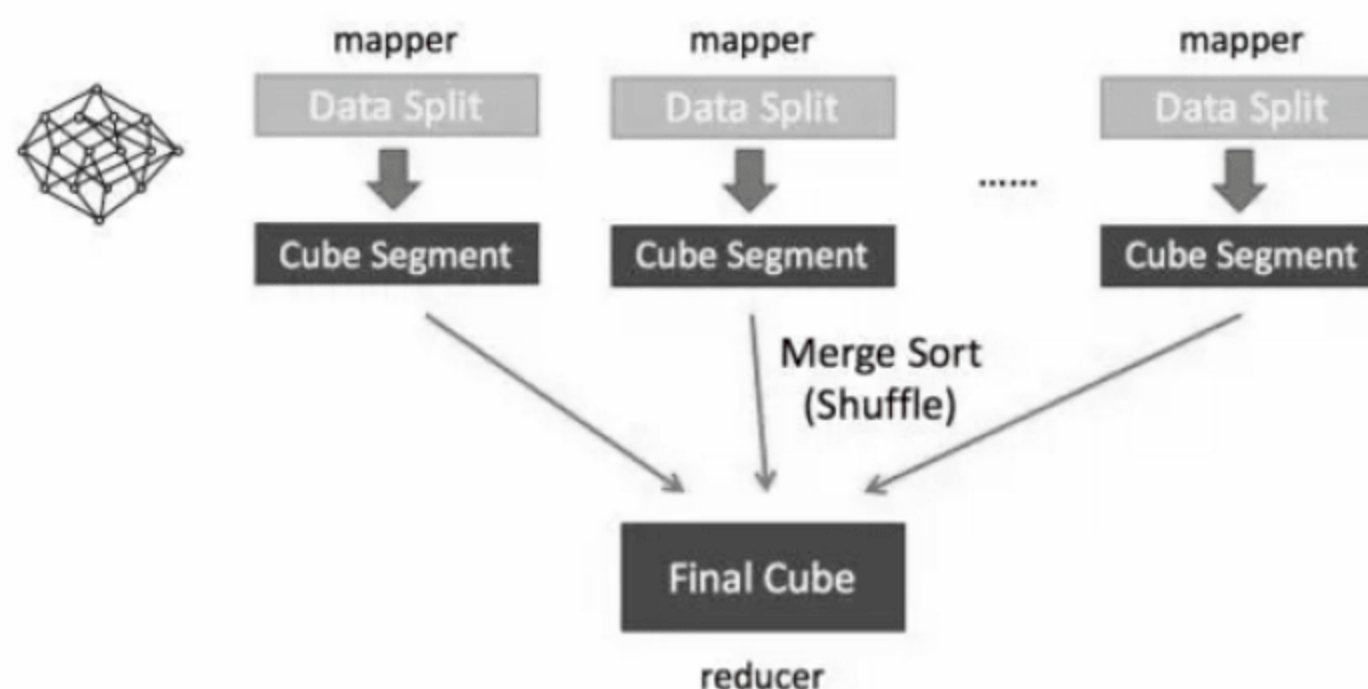 mapper
mapper
mapper
Data Split
Data Split
Data Split
......
Cube Segment
Cube Segment
Cube Segment
Merge Sort
(Shuffle)
Final Cube
reducer